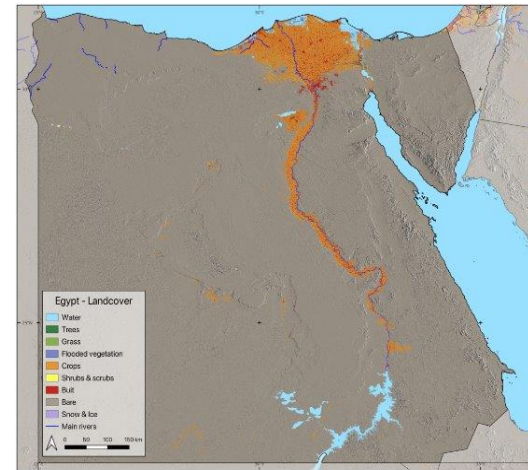 Egypt - Landcover
Water
Trees
Grass
Flooded vegetation
Crops
Shrubs & scrubs
Built
Bare
Snow & Ice
Main rivers
0 50 100 150 km